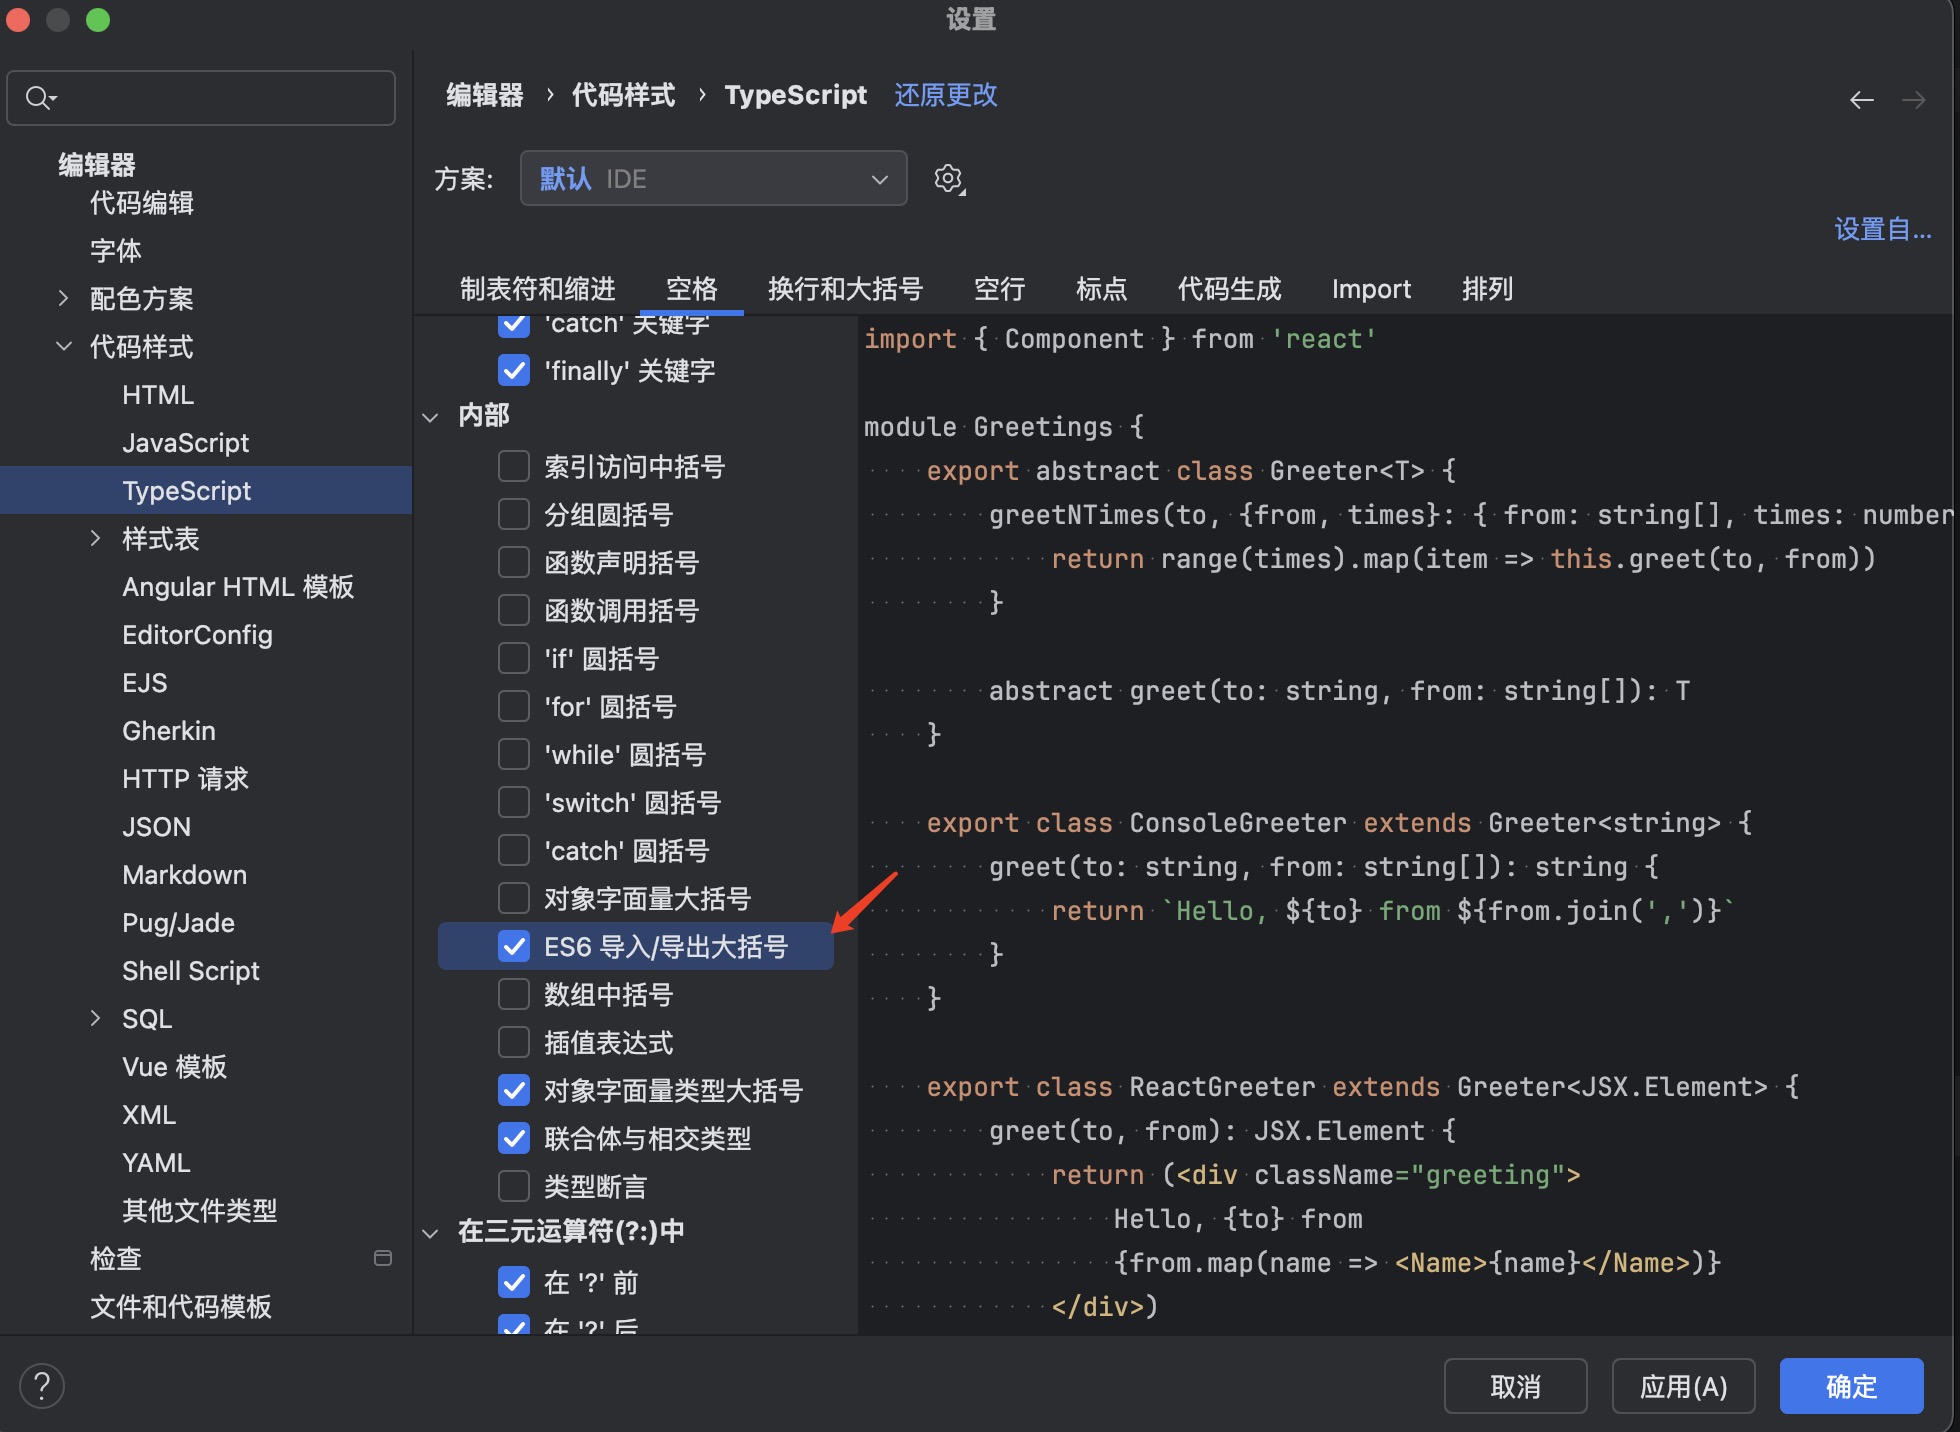 设置
编辑器 › 代码样式 › TypeScript 还原更改
方案: 默认 IDE
设置自...
编辑器
代码编辑
字体
配色方案
代码样式
HTML
JavaScript
TypeScript
样式表
Angular HTML 模板
EditorConfig
EJS
Gherkin
HTTP 请求
JSON
Markdown
Pug/Jade
Shell Script
SQL
Vue 模板
XML
YAML
其他文件类型
检查
文件和代码模板
制表符和缩进 空格 换行和大括号 空行 标点 代码生成 Import 排列
'catch' 关键字
'finally' 关键字
内部
索引访问中括号
分组圆括号
函数声明括号
函数调用括号
'if' 圆括号
'for' 圆括号
'while' 圆括号
'switch' 圆括号
'catch' 圆括号
对象字面量大括号
ES6 导入/导出大括号
数组中括号
插值表达式
对象字面量类型大括号
联合体与相交类型
类型断言
在三元运算符(?:)中
在 '?' 前
在 '?' 后
import { Component } from 'react'
module Greetings {
export abstract class Greeter<T> {
greetNTimes(to, {from, times}: { from: string[], times: number
return range(times).map(item => this.greet(to, from))
}
abstract greet(to: string, from: string[]): T
}
export class ConsoleGreeter extends Greeter<string> {
greet(to: string, from: string[]): string {
return `Hello, ${to} from ${from.join(',')}`
}
}
export class ReactGreeter extends Greeter<JSX.Element> {
greet(to, from): JSX.Element {
return (<div className="greeting">
Hello, {to} from
{from.map(name => <Name>{name}</Name>)}
</div>)
?
取消 应用(A) 确定